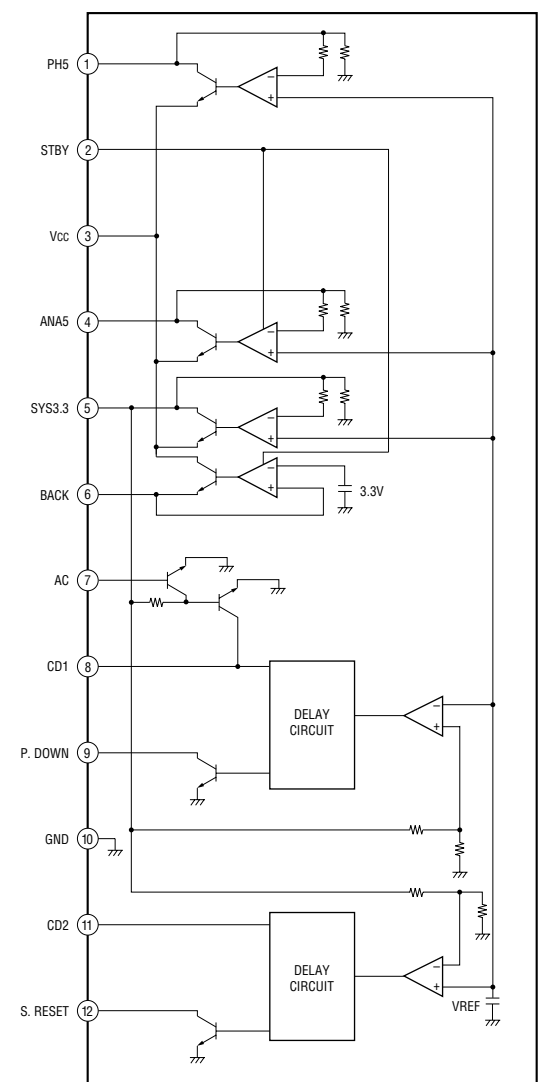 PH5 1
− +
STBY 2
Vcc 3
ANA5 4
− +
SYS3.3 5
− +
BACK 6
− +
3.3V
AC 7
CD1 8
DELAY
CIRCUIT
− +
P. DOWN 9
GND 10
CD2 11
DELAY
CIRCUIT
− +
VREF
S. RESET 12